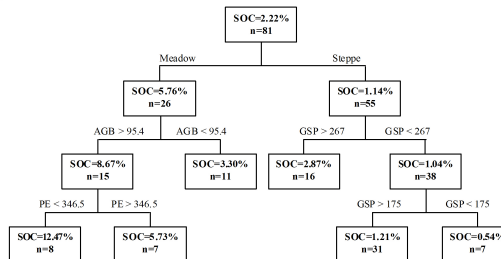 SOC=2.22%
n=81
Meadow
Steppe
SOC=5.76%
n=26
SOC=1.14%
n=55
AGB > 95.4
AGB < 95.4
GSP > 267
GSP < 267
SOC=8.67%
n=15
SOC=3.30%
n=11
SOC=2.87%
n=16
SOC=1.04%
n=38
PE < 346.5
PE > 346.5
GSP > 175
GSP < 175
SOC=12.47%
n=8
SOC=5.73%
n=7
SOC=1.21%
n=31
SOC=0.54%
n=7